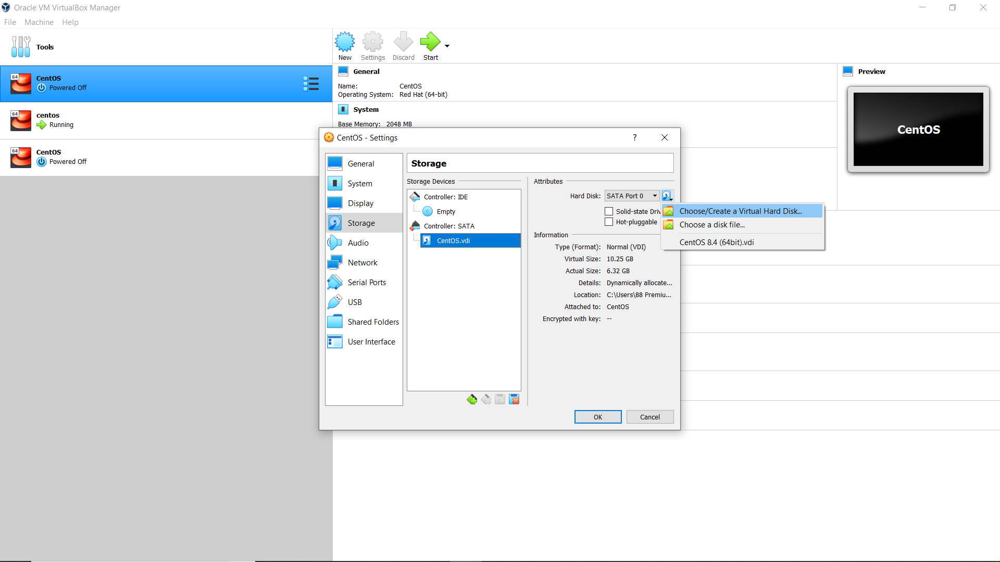 Oracle VM VirtualBox Manager
File Machine Help
Tools
New Settings Discard Start
64 CentOS
Powered Off
64 centos
Running
64 CentOS
Powered Off
General
Name: CentOS
Operating System: Red Hat (64-bit)
System
Base Memory: 2048 MB
Preview
CentOS
CentOS - Settings ?
General
System
Display
Storage
Audio
Network
Serial Ports
USB
Shared Folders
User Interface
Storage
Storage Devices
Controller: IDE
Empty
Controller: SATA
CentOS.vdi
Attributes
Hard Disk: SATA Port 0
Solid-state Driv
Hot-pluggable
Choose/Create a Virtual Hard Disk...
Choose a disk file...
CentOS 8.4 (64bit).vdi
Information
Type (Format): Normal (VDI)
Virtual Size: 10.25 GB
Actual Size: 6.32 GB
Details: Dynamically allocate...
Location: C:\Users\88 Premiu...
Attached to: CentOS
Encrypted with key: --
OK Cancel